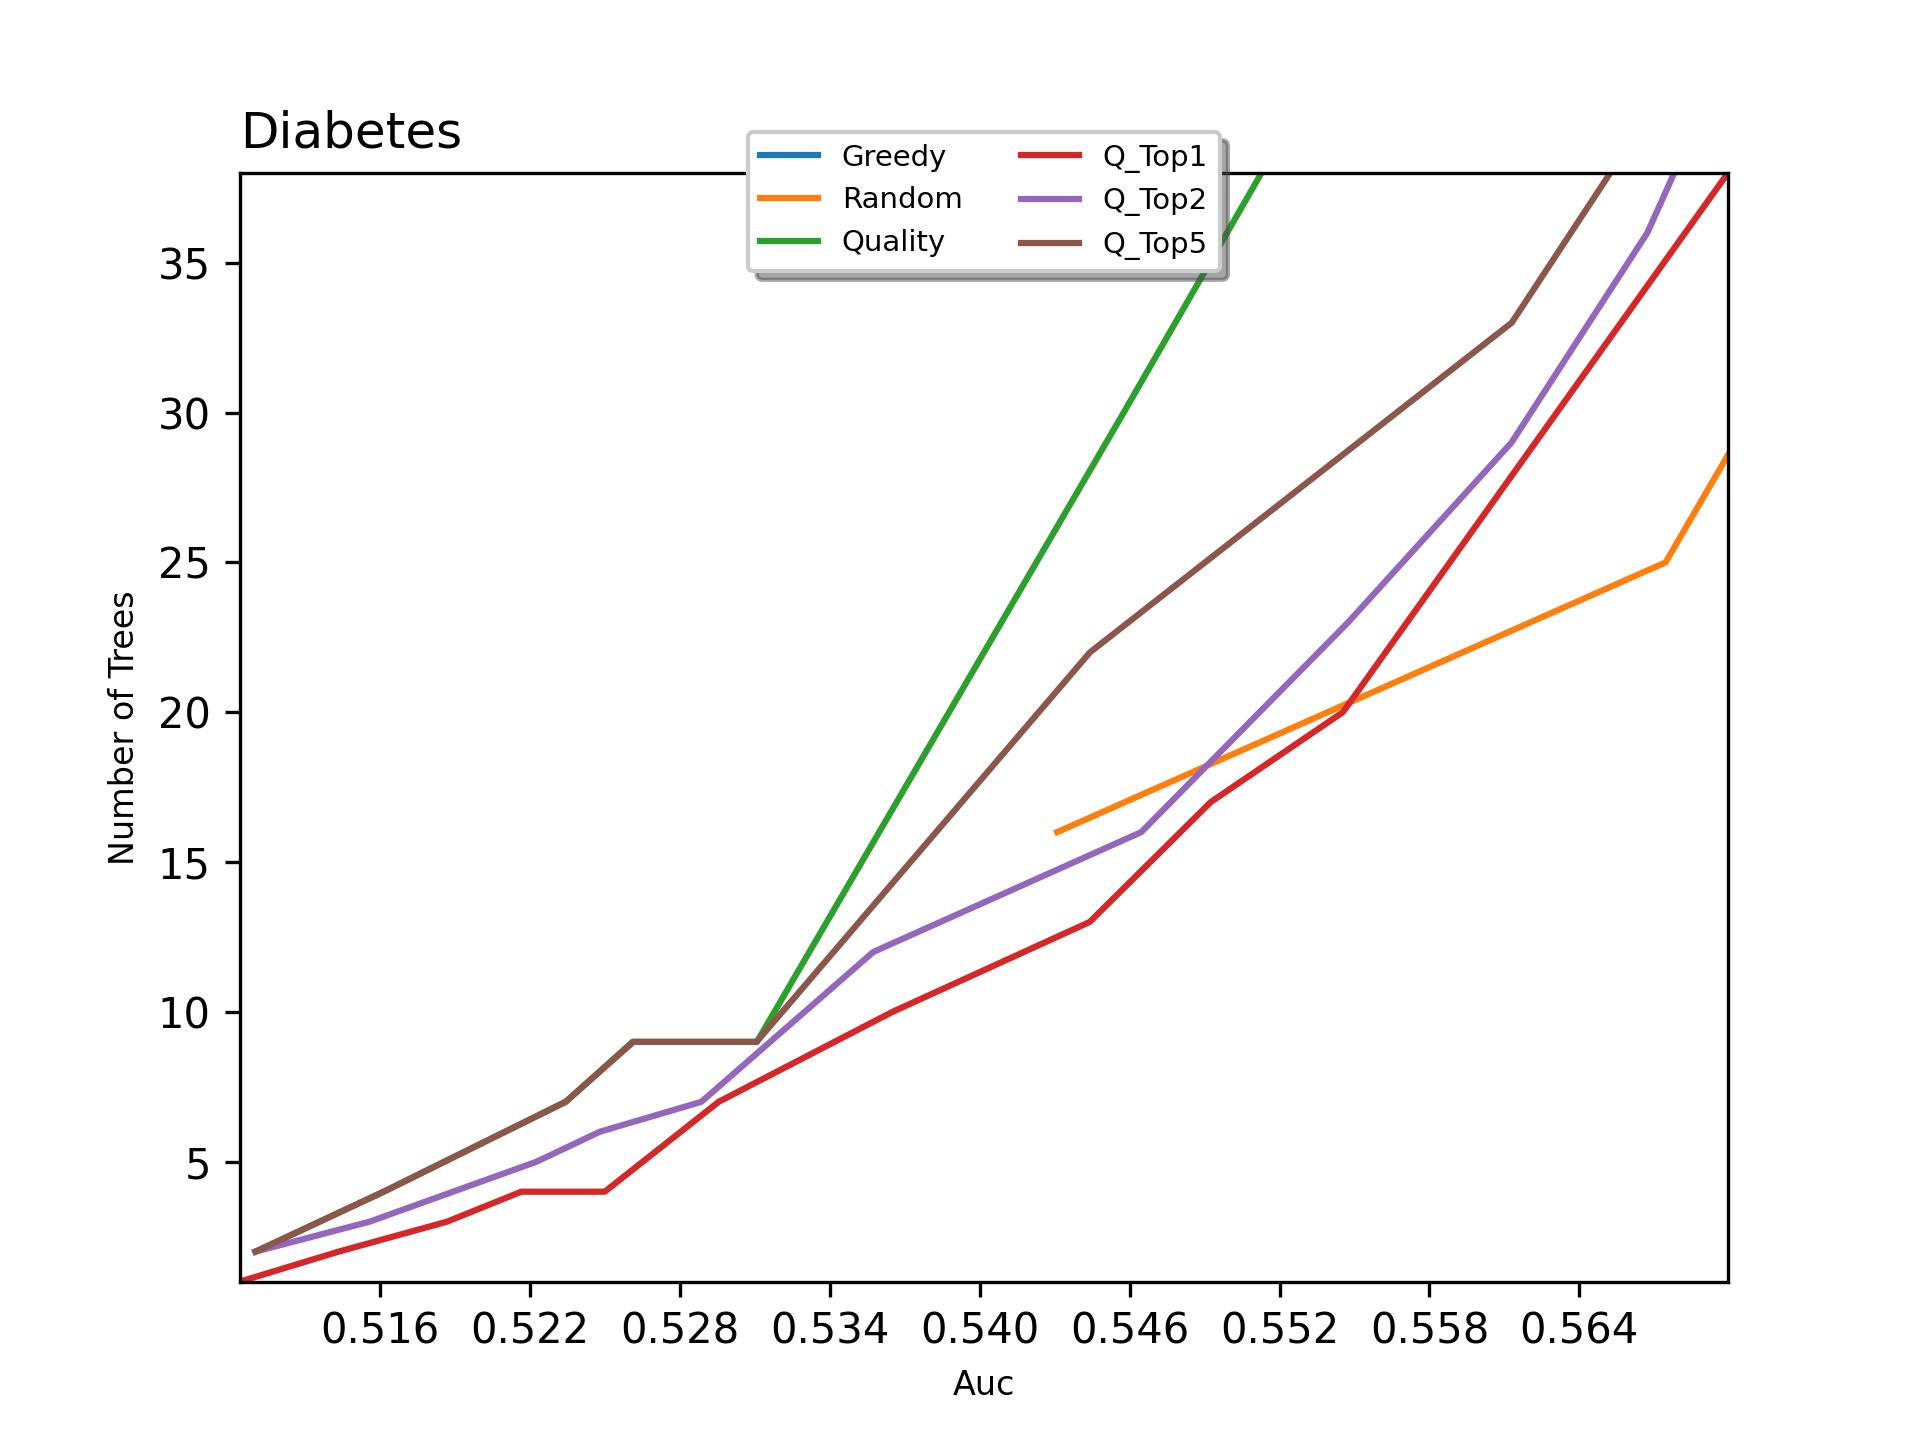 Diabetes
Greedy
Random
Quality
Q_Top1
Q_Top2
Q_Top5
Number of Trees
35
30
25
20
15
10
5
0.516 0.522 0.528 0.534 0.540 0.546 0.552 0.558 0.564
Auc